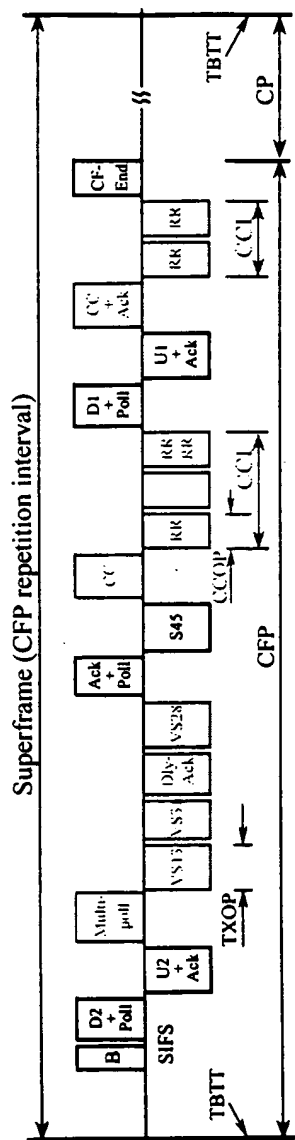 Superframe (CFP repetition interval)
TBTT
TBTT
B
SIFS
D2
+
Poll
U2
+
Ack
Multi-
poll
TXOP
VS13
Dly-
Ack
VS28
Ack
+
Poll
S45
CC
CCOP
RR
RR
RR
CCI
D1
+
Poll
U1
+
Ack
CC
+
Ack
RR
RR
CCI
CF-
End
CFP
CP